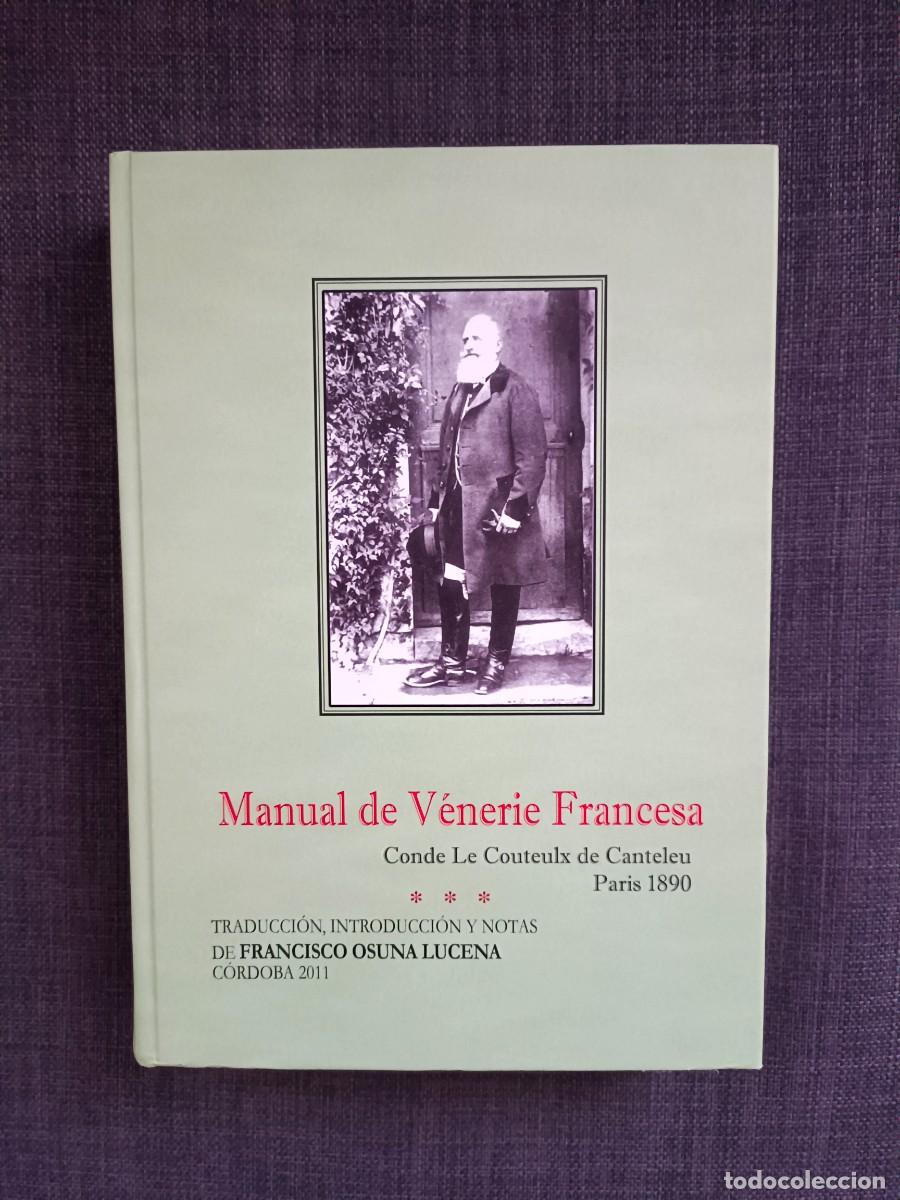 Manual de Vénerie Francesa
Conde Le Couteulx de Canteleu
Paris 1890
* * *
TRADUCCIÓN, INTRODUCCIÓN Y NOTAS
DE FRANCISCO OSUNA LUCENA
CÓRDOBA 2011
todocoleccion